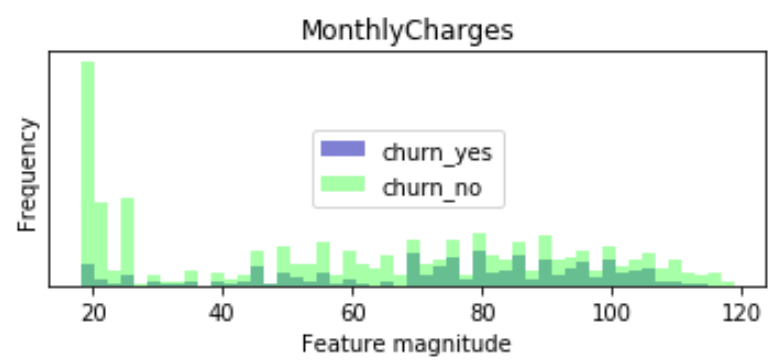 MonthlyCharges
Frequency
churn_yes
churn_no
20 40 60 80 100 120
Feature magnitude